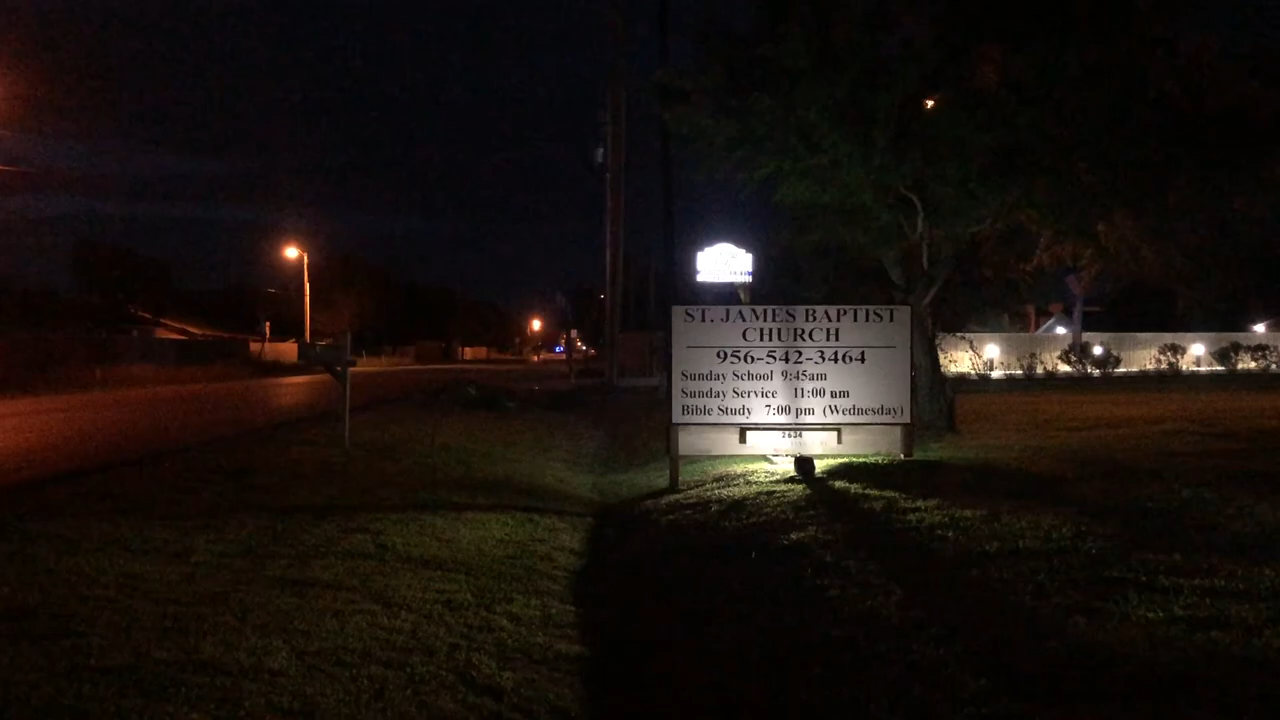 ST. JAMES BAPTIST
CHURCH
956-542-3464
Sunday School 9:45am
Sunday Service 11:00 am
Bible Study 7:00 pm (Wednesday)
2634